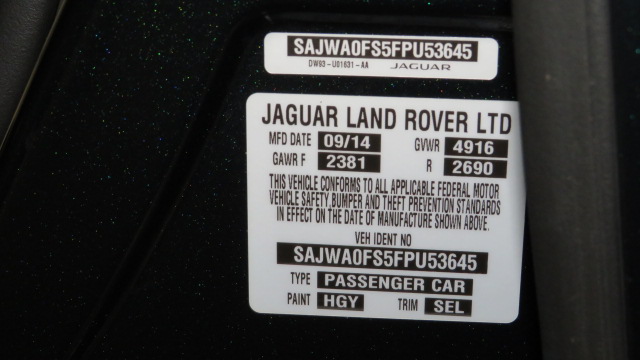 SAJWA0FS5FPU53645
DW93-U01631-AA JAGUAR
JAGUAR LAND ROVER LTD
MFD DATE 09/14 GVWR 4916
GAWR F 2381 R 2690
THIS VEHICLE CONFORMS TO ALL APPLICABLE FEDERAL MOTOR
VEHICLE SAFETY BUMPER AND THEFT PREVENTION STANDARDS
IN EFFECT ON THE DATE OF MANUFACTURE SHOWN ABOVE.
VEH IDENT NO
SAJWA0FS5FPU53645
TYPE PASSENGER CAR
PAINT HGY TRIM SEL